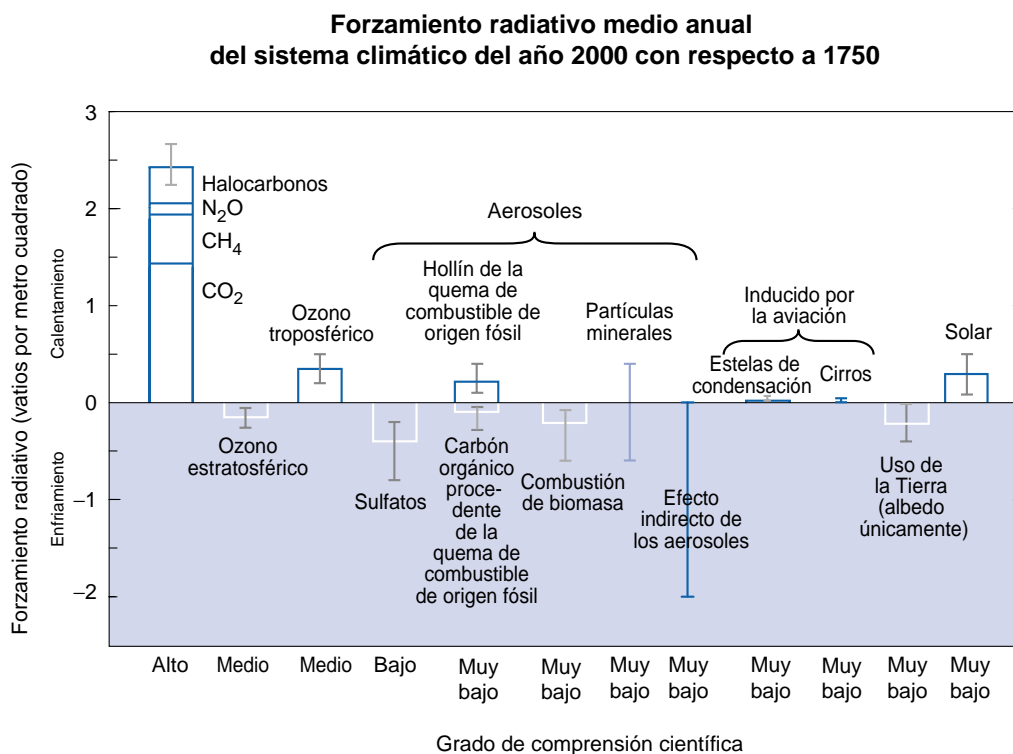 Forzamiento radiativo medio anual
del sistema climático del año 2000 con respecto a 1750
Forzamiento radiativo (vatios por metro cuadrado)
Calentamiento
Enfriamiento
3
2
1
0
−1
−2
Halocarbonos
N2O
CH4
CO2
Ozono
troposférico
Ozono
estratosférico
Sulfatos
Aerosoles
Hollín de la
quema de
combustible de
origen fósil
Carbón
orgánico
proce-
dente
de la
quema de
combustible
de origen fósil
Combustión
de biomasa
Partículas
minerales
Efecto
indirecto de
los aerosoles
Inducido por
la aviación
Estelas de
condensación
Cirros
Uso de
la Tierra
(albedo
únicamente)
Solar
Alto
Medio
Medio
Bajo
Muy
bajo
Muy
bajo
Muy
bajo
Muy
bajo
Muy
bajo
Muy
bajo
Muy
bajo
Muy
bajo
Grado de comprensión científica